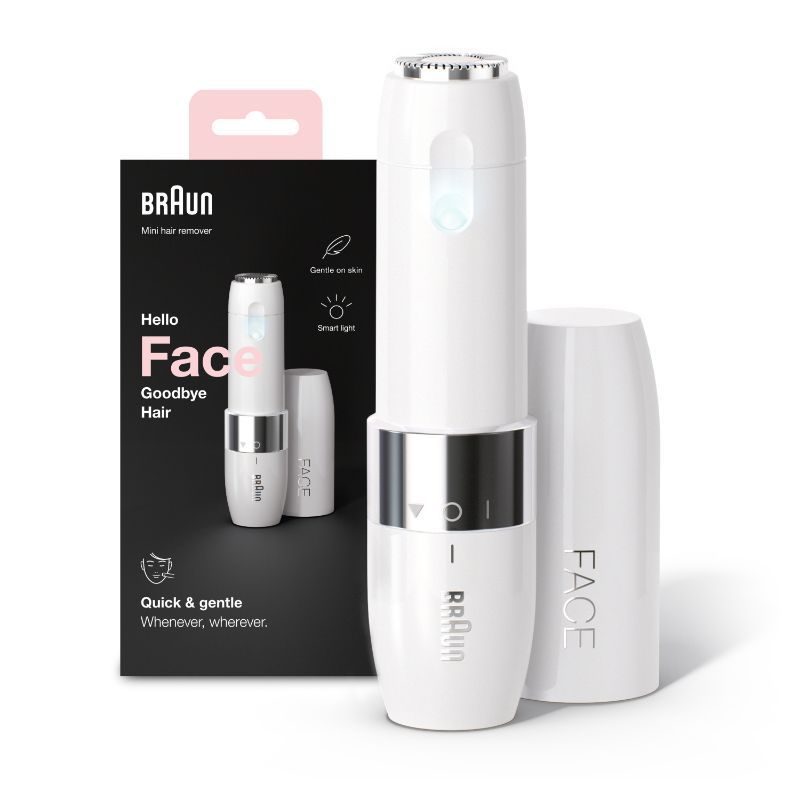 BRAUN
Mini hair remover
Gentle on skin
Smart light
Hello
Face
Goodbye
Hair
BRAUN
FACE
Quick & gentle
Whenever, wherever.
BRAUN
FACE